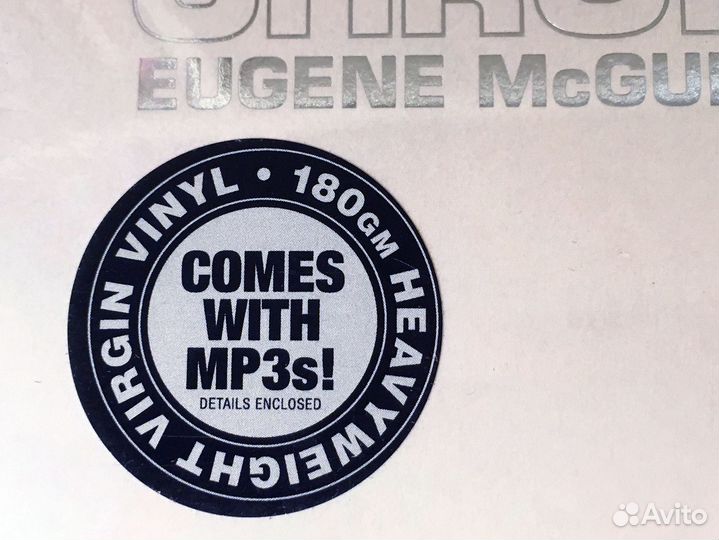 EUGENE McGU
180GM HEAVYWEIGHT VIRGIN VINYL •
COMES
WITH
MP3s!
DETAILS ENCLOSED
Avito